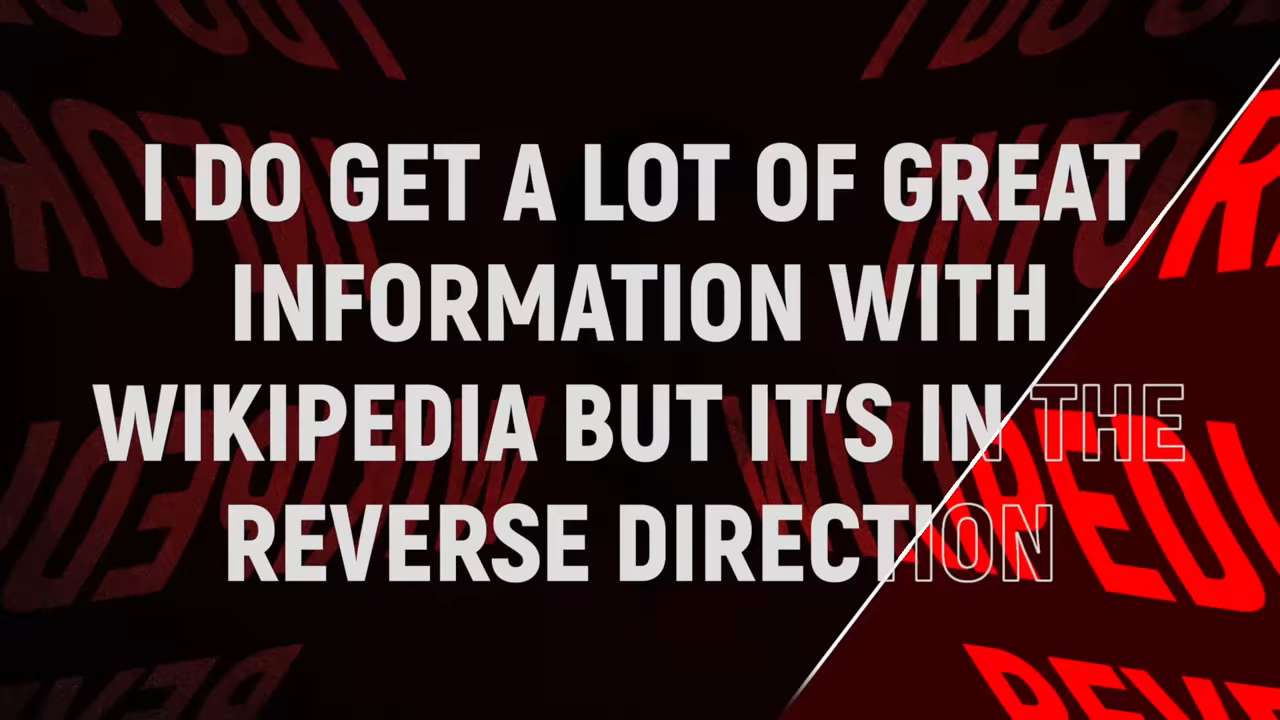 I DO GET A LOT OF GREAT
INFORMATION WITH
WIKIPEDIA BUT IT'S IN THE
REVERSE DIRECTION